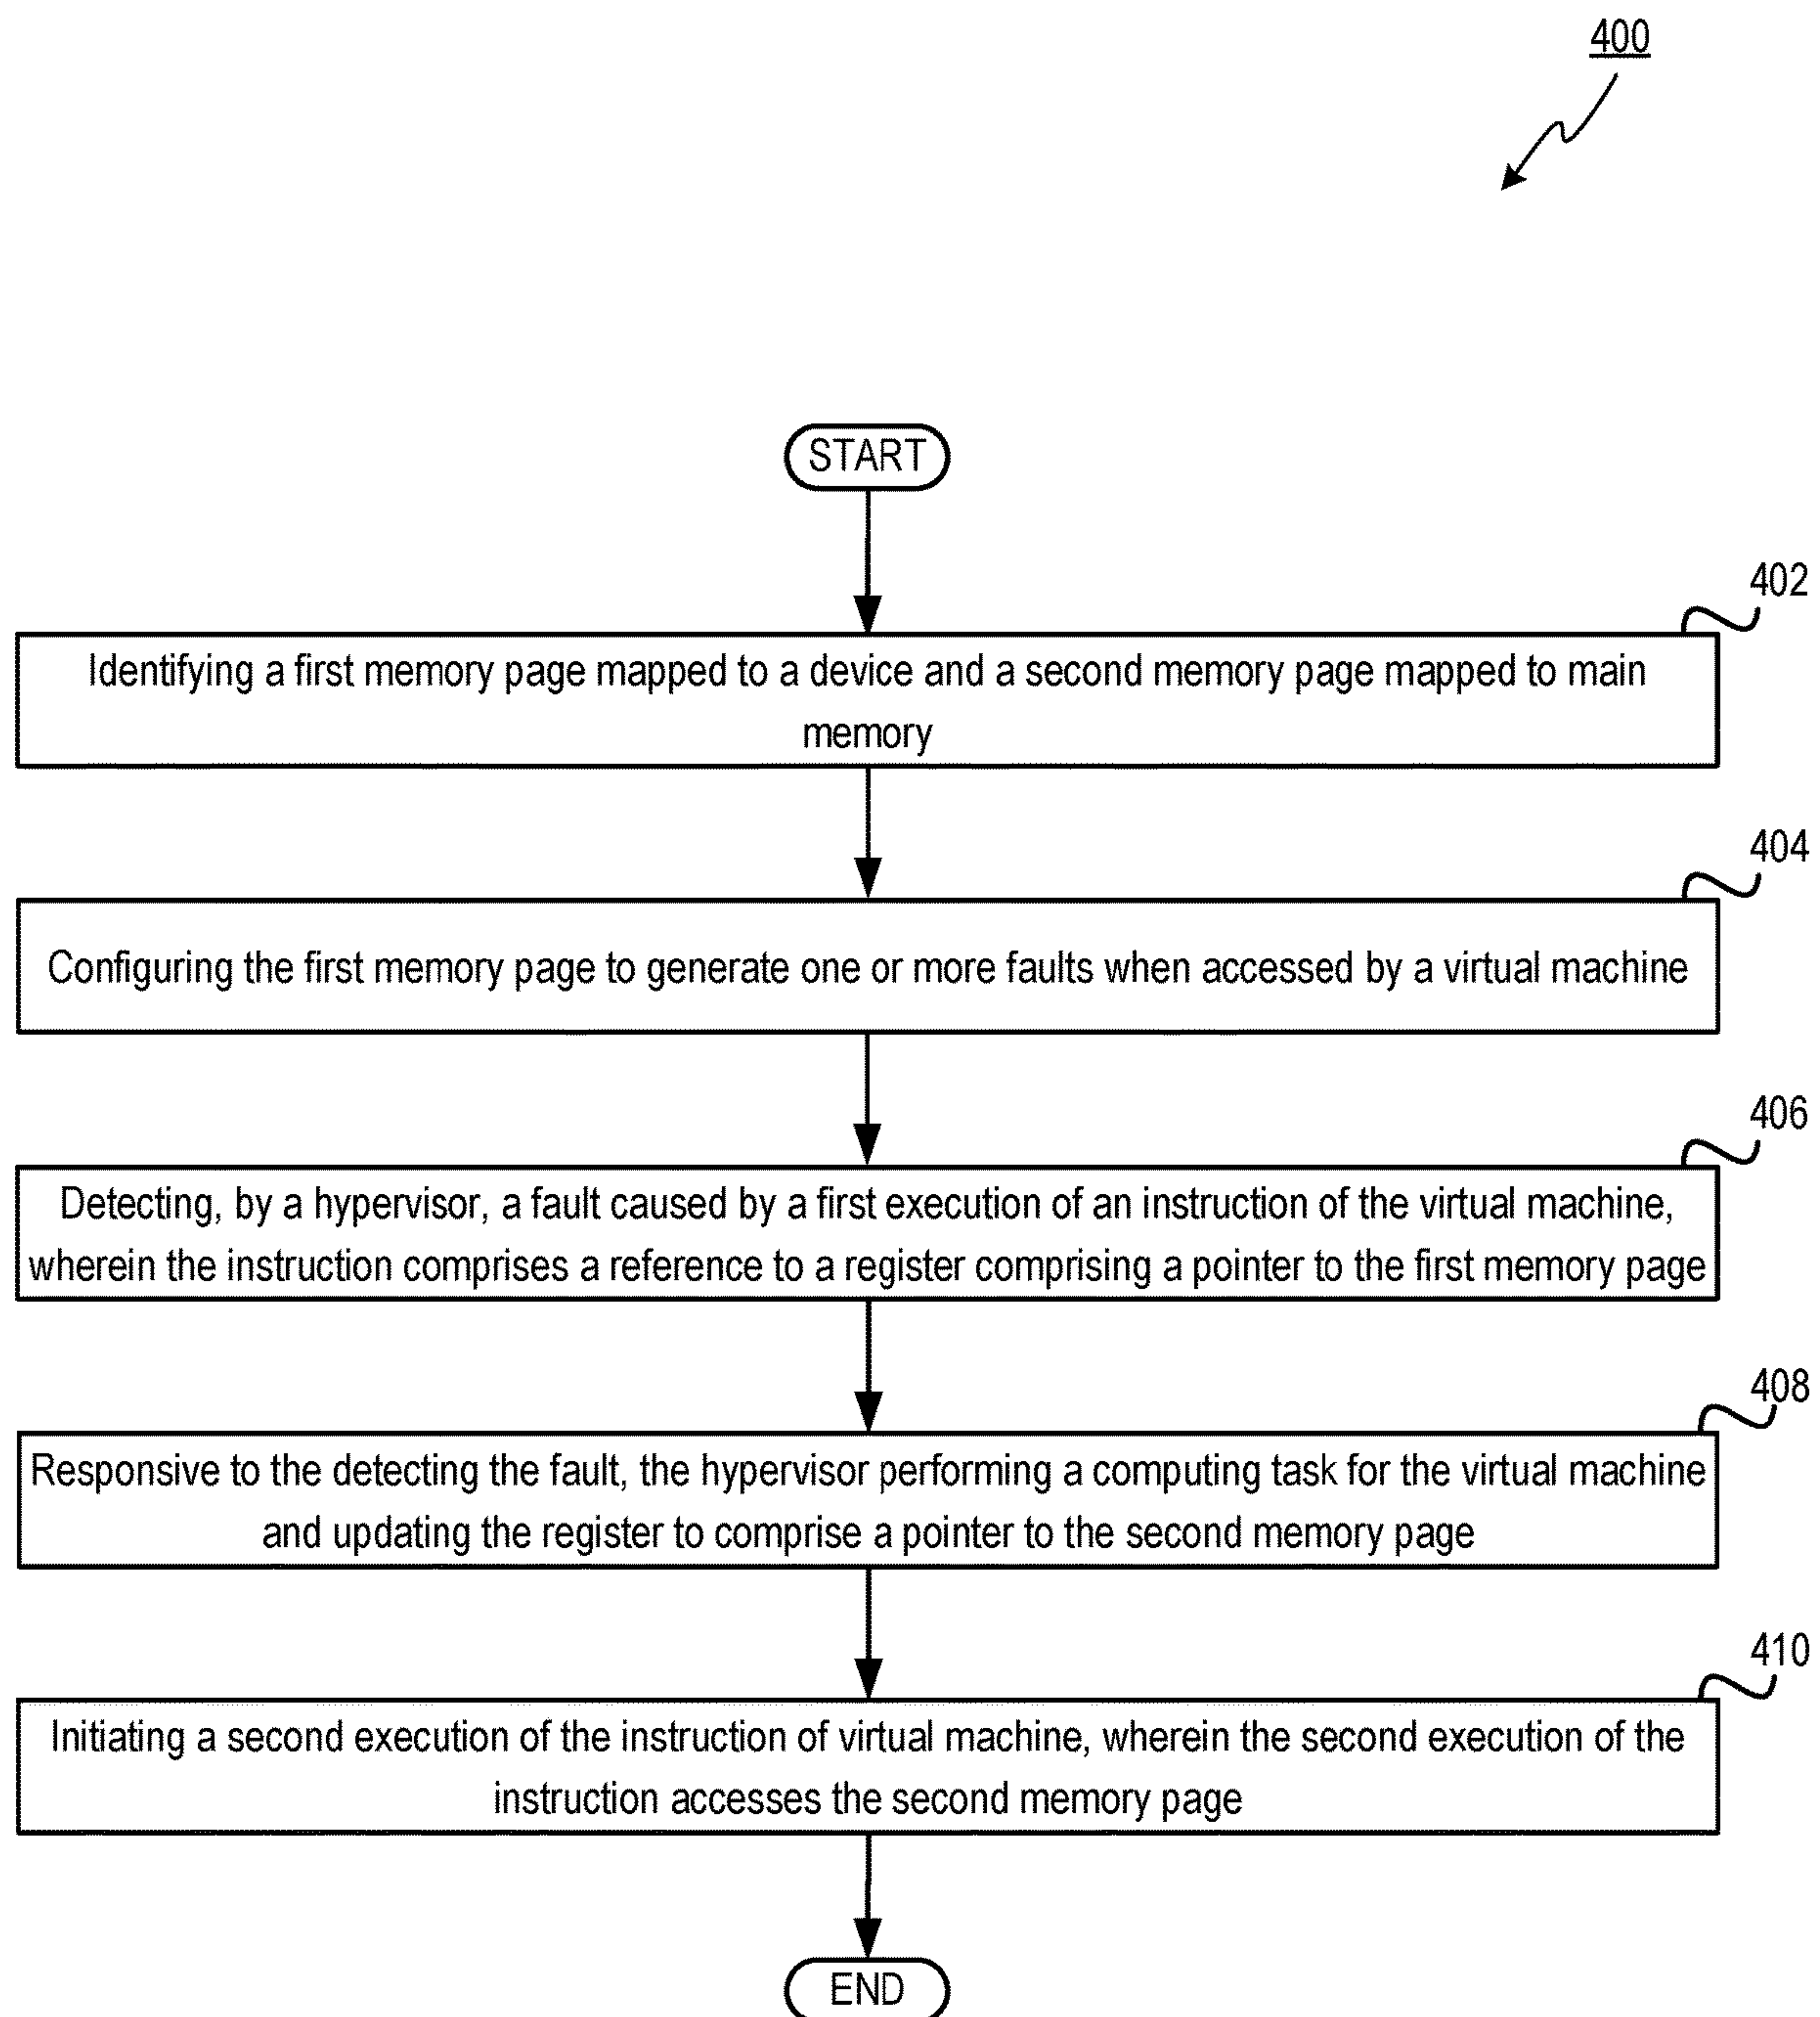 400
START
402
Identifying a first memory page mapped to a device and a second memory page mapped to main
memory
404
Configuring the first memory page to generate one or more faults when accessed by a virtual machine
406
Detecting, by a hypervisor, a fault caused by a first execution of an instruction of the virtual machine,
wherein the instruction comprises a reference to a register comprising a pointer to the first memory page
408
Responsive to the detecting the fault, the hypervisor performing a computing task for the virtual machine
and updating the register to comprise a pointer to the second memory page
410
Initiating a second execution of the instruction of virtual machine, wherein the second execution of the
instruction accesses the second memory page
END